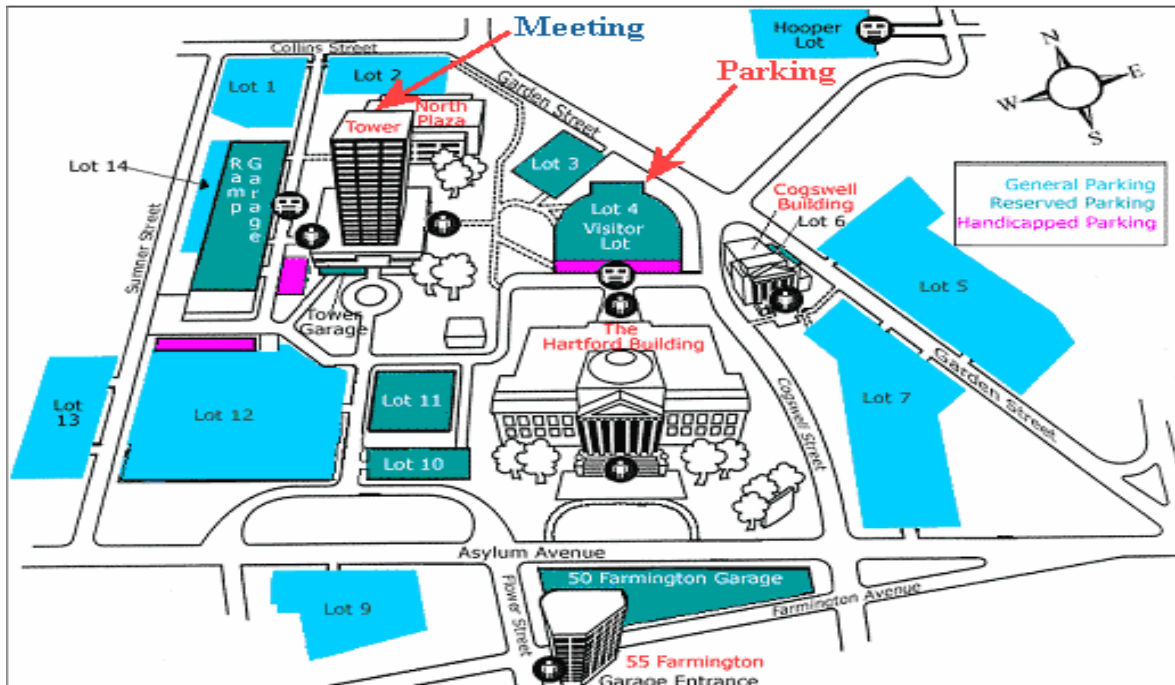 Meeting
Hooper
Lot
Collins Street
Parking
N
E
W
S
Lot 1
Lot 2
Garden Street
North
Plaza
Tower
Lot 14
Ramp
Garage
Lot 3
Cogswell
Building
Lot 6
General Parking
Reserved Parking
Handicapped Parking
Lot 4
Visitor
Lot
Sumner Street
Lot 5
Tower
Garage
The
Hartford Building
Garden Street
Cogswell Street
Lot 7
Lot
13
Lot 12
Lot 11
Lot 10
Asylum Avenue
50 Farmington Garage
Farmington Avenue
Flower Street
Lot 9
55 Farmington
Garage Entrance